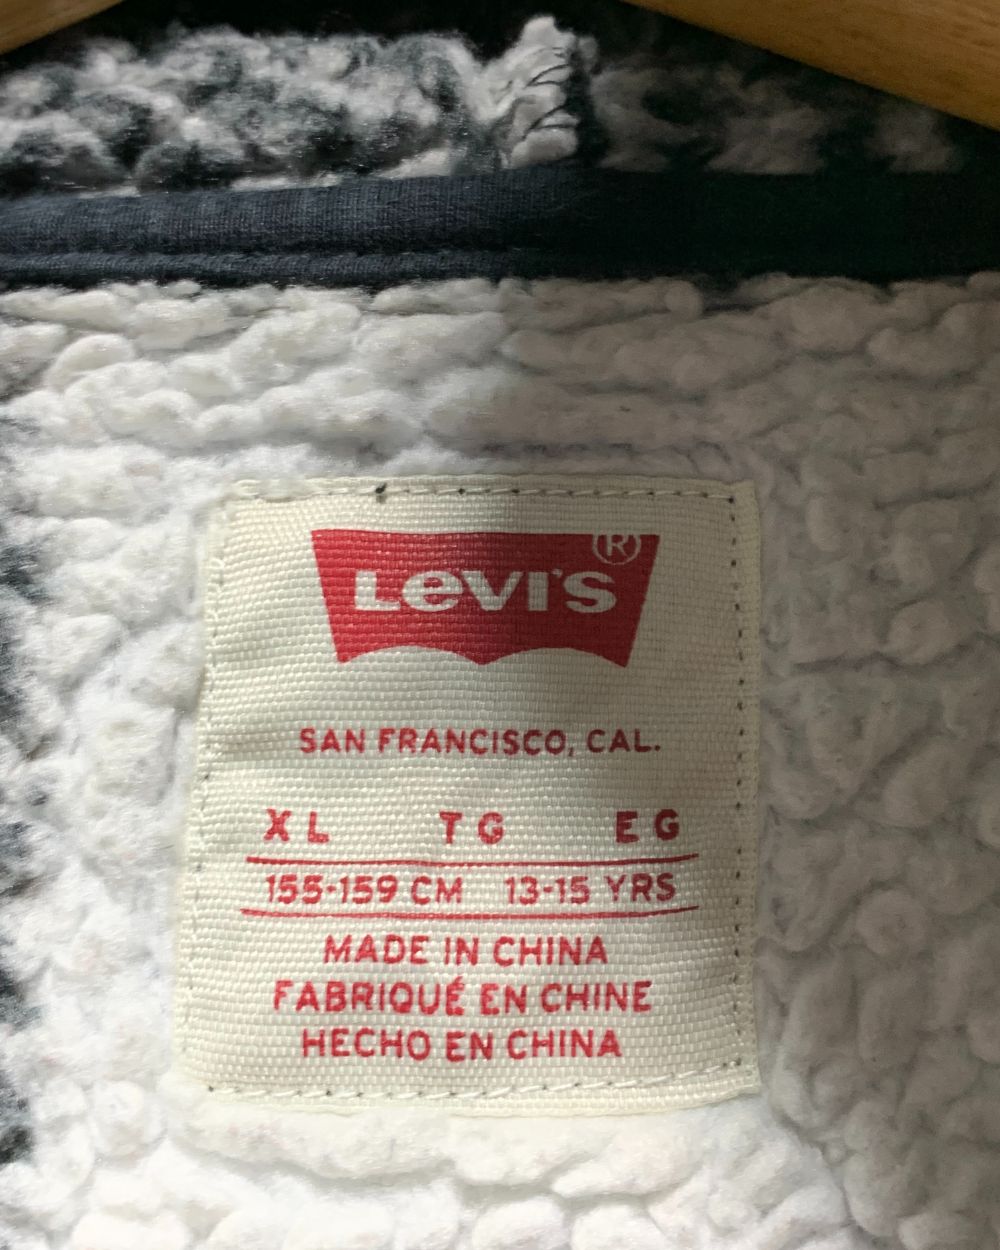 LEVI'S ®
SAN FRANCISCO, CAL.
XL TG EG
155-159 CM 13-15 YRS
MADE IN CHINA
FABRIQUÉ EN CHINE
HECHO EN CHINA